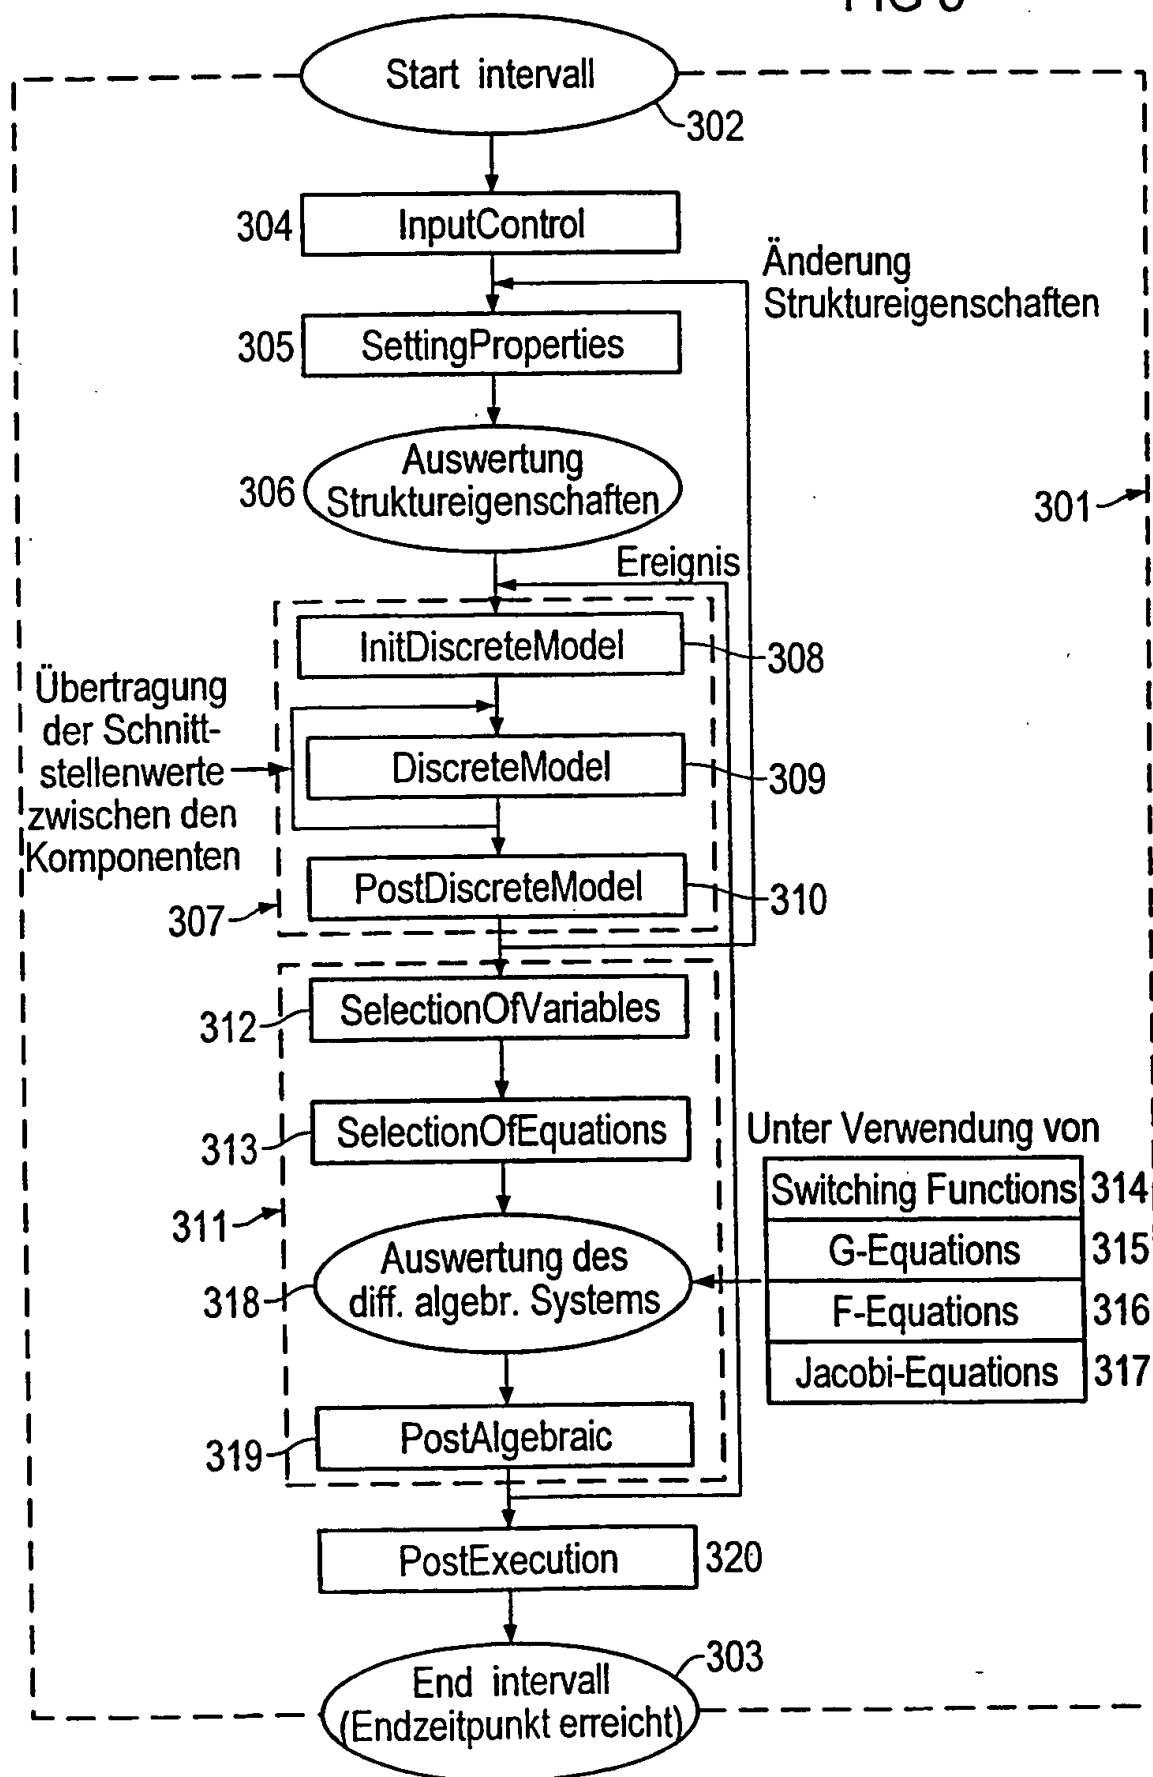 Start intervall
302
304
InputControl
Änderung
Struktureigenschaften
305
SettingProperties
306
Auswertung
Struktureigenschaften
301
Ereignis
InitDiscreteModel
308
Übertragung
der Schnitt-
stellenwerte
zwischen den
Komponenten
DiscreteModel
309
PostDiscreteModel
310
307
312
SelectionOfVariables
313
SelectionOfEquations
Unter Verwendung von
Switching Functions 314
G-Equations 315
F-Equations 316
Jacobi-Equations 317
311
318
Auswertung des
diff. algebr. Systems
319
PostAlgebraic
PostExecution
320
303
End intervall
(Endzeitpunkt erreicht)